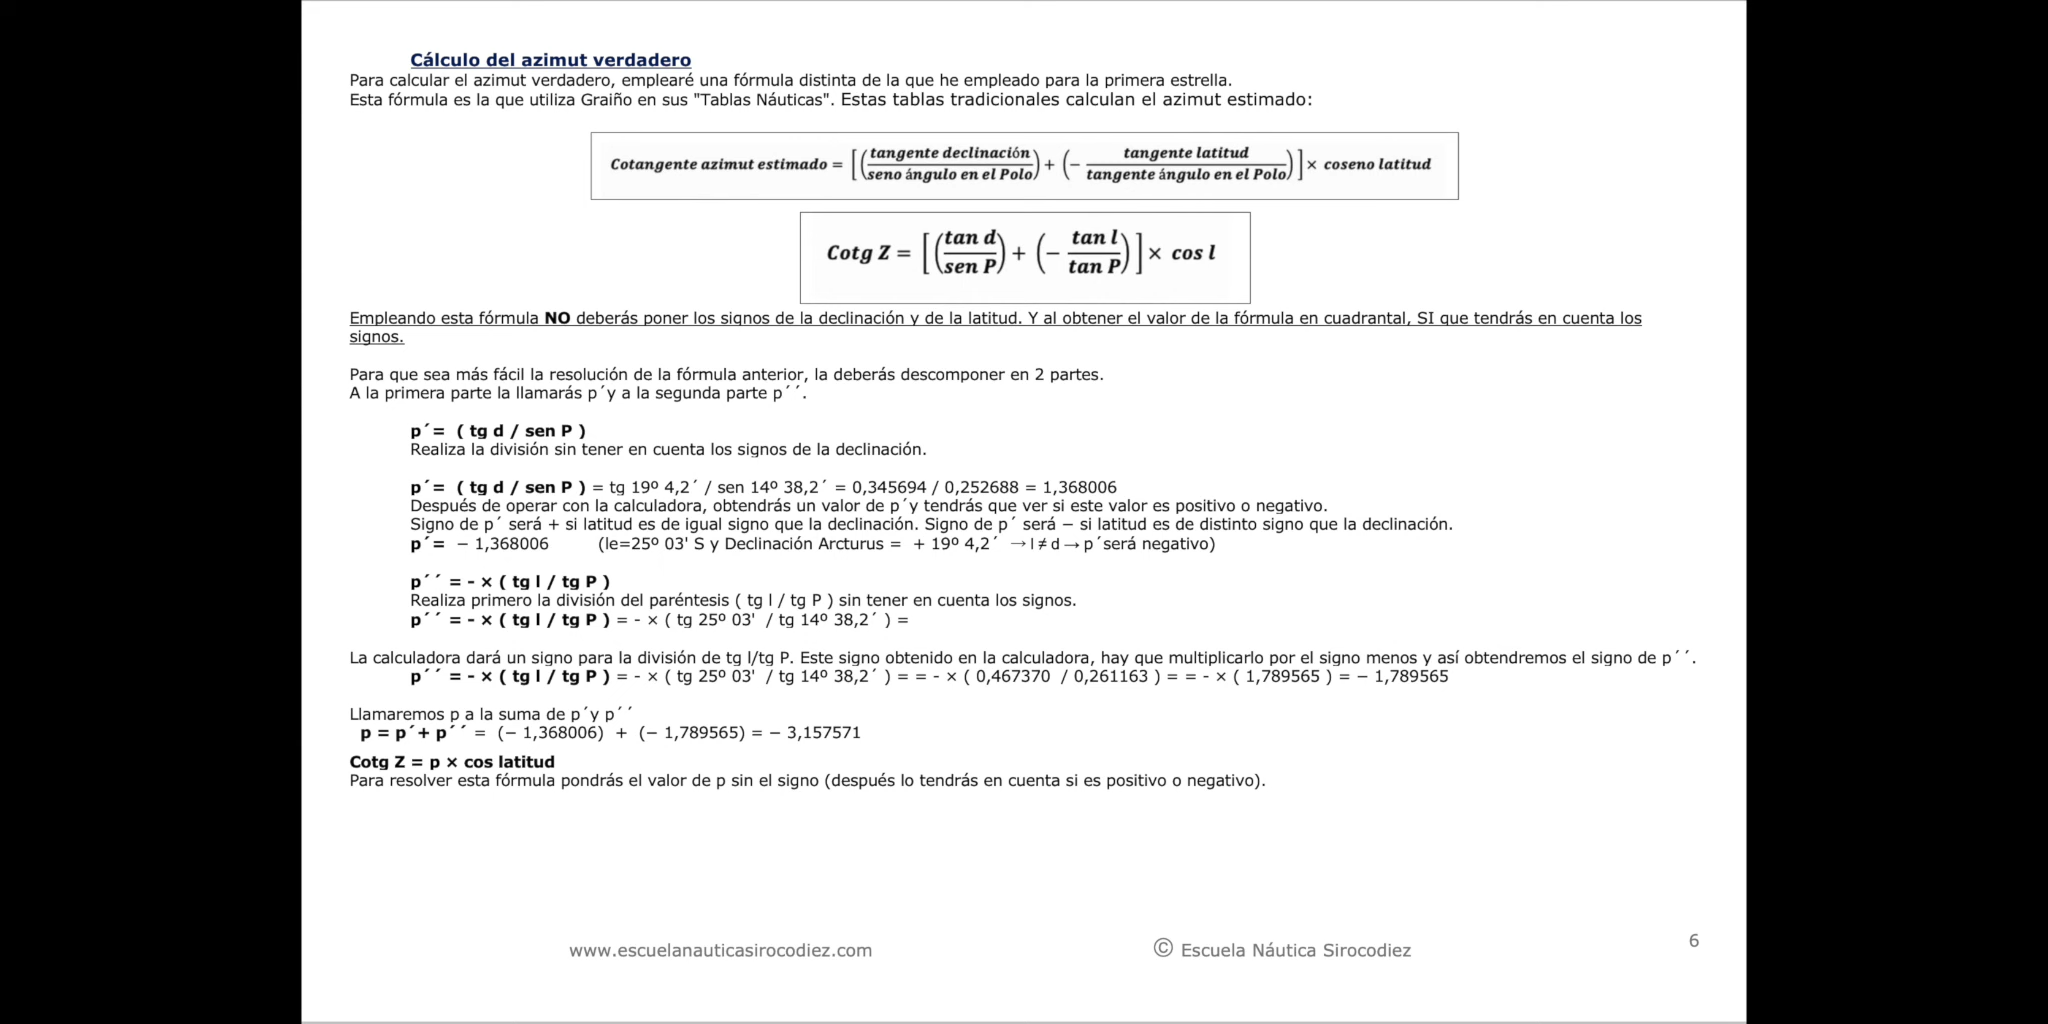 Cálculo del azimut verdadero
Para calcular el azimut verdadero, emplearé una fórmula distinta de la que he empleado para la primera estrella.
Esta fórmula es la que utiliza Graiño en sus "Tablas Náuticas". Estas tablas tradicionales calculan el azimut estimado:
Cotangente azimut estimado = [(tangente declinación / seno ángulo en el Polo) + (− tangente latitud / tangente ángulo en el Polo)] × coseno latitud
Cotg Z = [(tan d / sen P) + (− tan l / tan P)] × cos l
Empleando esta fórmula NO deberás poner los signos de la declinación y de la latitud. Y al obtener el valor de la fórmula en cuadrantal, SI que tendrás en cuenta los
signos.
Para que sea más fácil la resolución de la fórmula anterior, la deberás descomponer en 2 partes.
A la primera parte la llamarás p´y a la segunda parte p´´.
p´= ( tg d / sen P )
Realiza la división sin tener en cuenta los signos de la declinación.
p´= ( tg d / sen P ) = tg 19º 4,2´ / sen 14º 38,2´ = 0,345694 / 0,252688 = 1,368006
Después de operar con la calculadora, obtendrás un valor de p´y tendrás que ver si este valor es positivo o negativo.
Signo de p´ será + si latitud es de igual signo que la declinación. Signo de p´ será − si latitud es de distinto signo que la declinación.
p´= − 1,368006 (le=25º 03' S y Declinación Arcturus = + 19º 4,2´ → l ≠ d → p´será negativo)
p´´ = - × ( tg l / tg P )
Realiza primero la división del paréntesis ( tg l / tg P ) sin tener en cuenta los signos.
p´´ = - × ( tg l / tg P ) = - × ( tg 25º 03' / tg 14º 38,2´ ) =
La calculadora dará un signo para la división de tg l/tg P. Este signo obtenido en la calculadora, hay que multiplicarlo por el signo menos y así obtendremos el signo de p´´.
p´´ = - × ( tg l / tg P ) = - × ( tg 25º 03' / tg 14º 38,2´ ) = = - × ( 0,467370 / 0,261163 ) = = - × ( 1,789565 ) = − 1,789565
Llamaremos p a la suma de p´y p´´
p = p´+ p´´ = (− 1,368006) + (− 1,789565) = − 3,157571
Cotg Z = p × cos latitud
Para resolver esta fórmula pondrás el valor de p sin el signo (después lo tendrás en cuenta si es positivo o negativo).
www.escuelanauticasirocodiez.com
© Escuela Náutica Sirocodiez
6